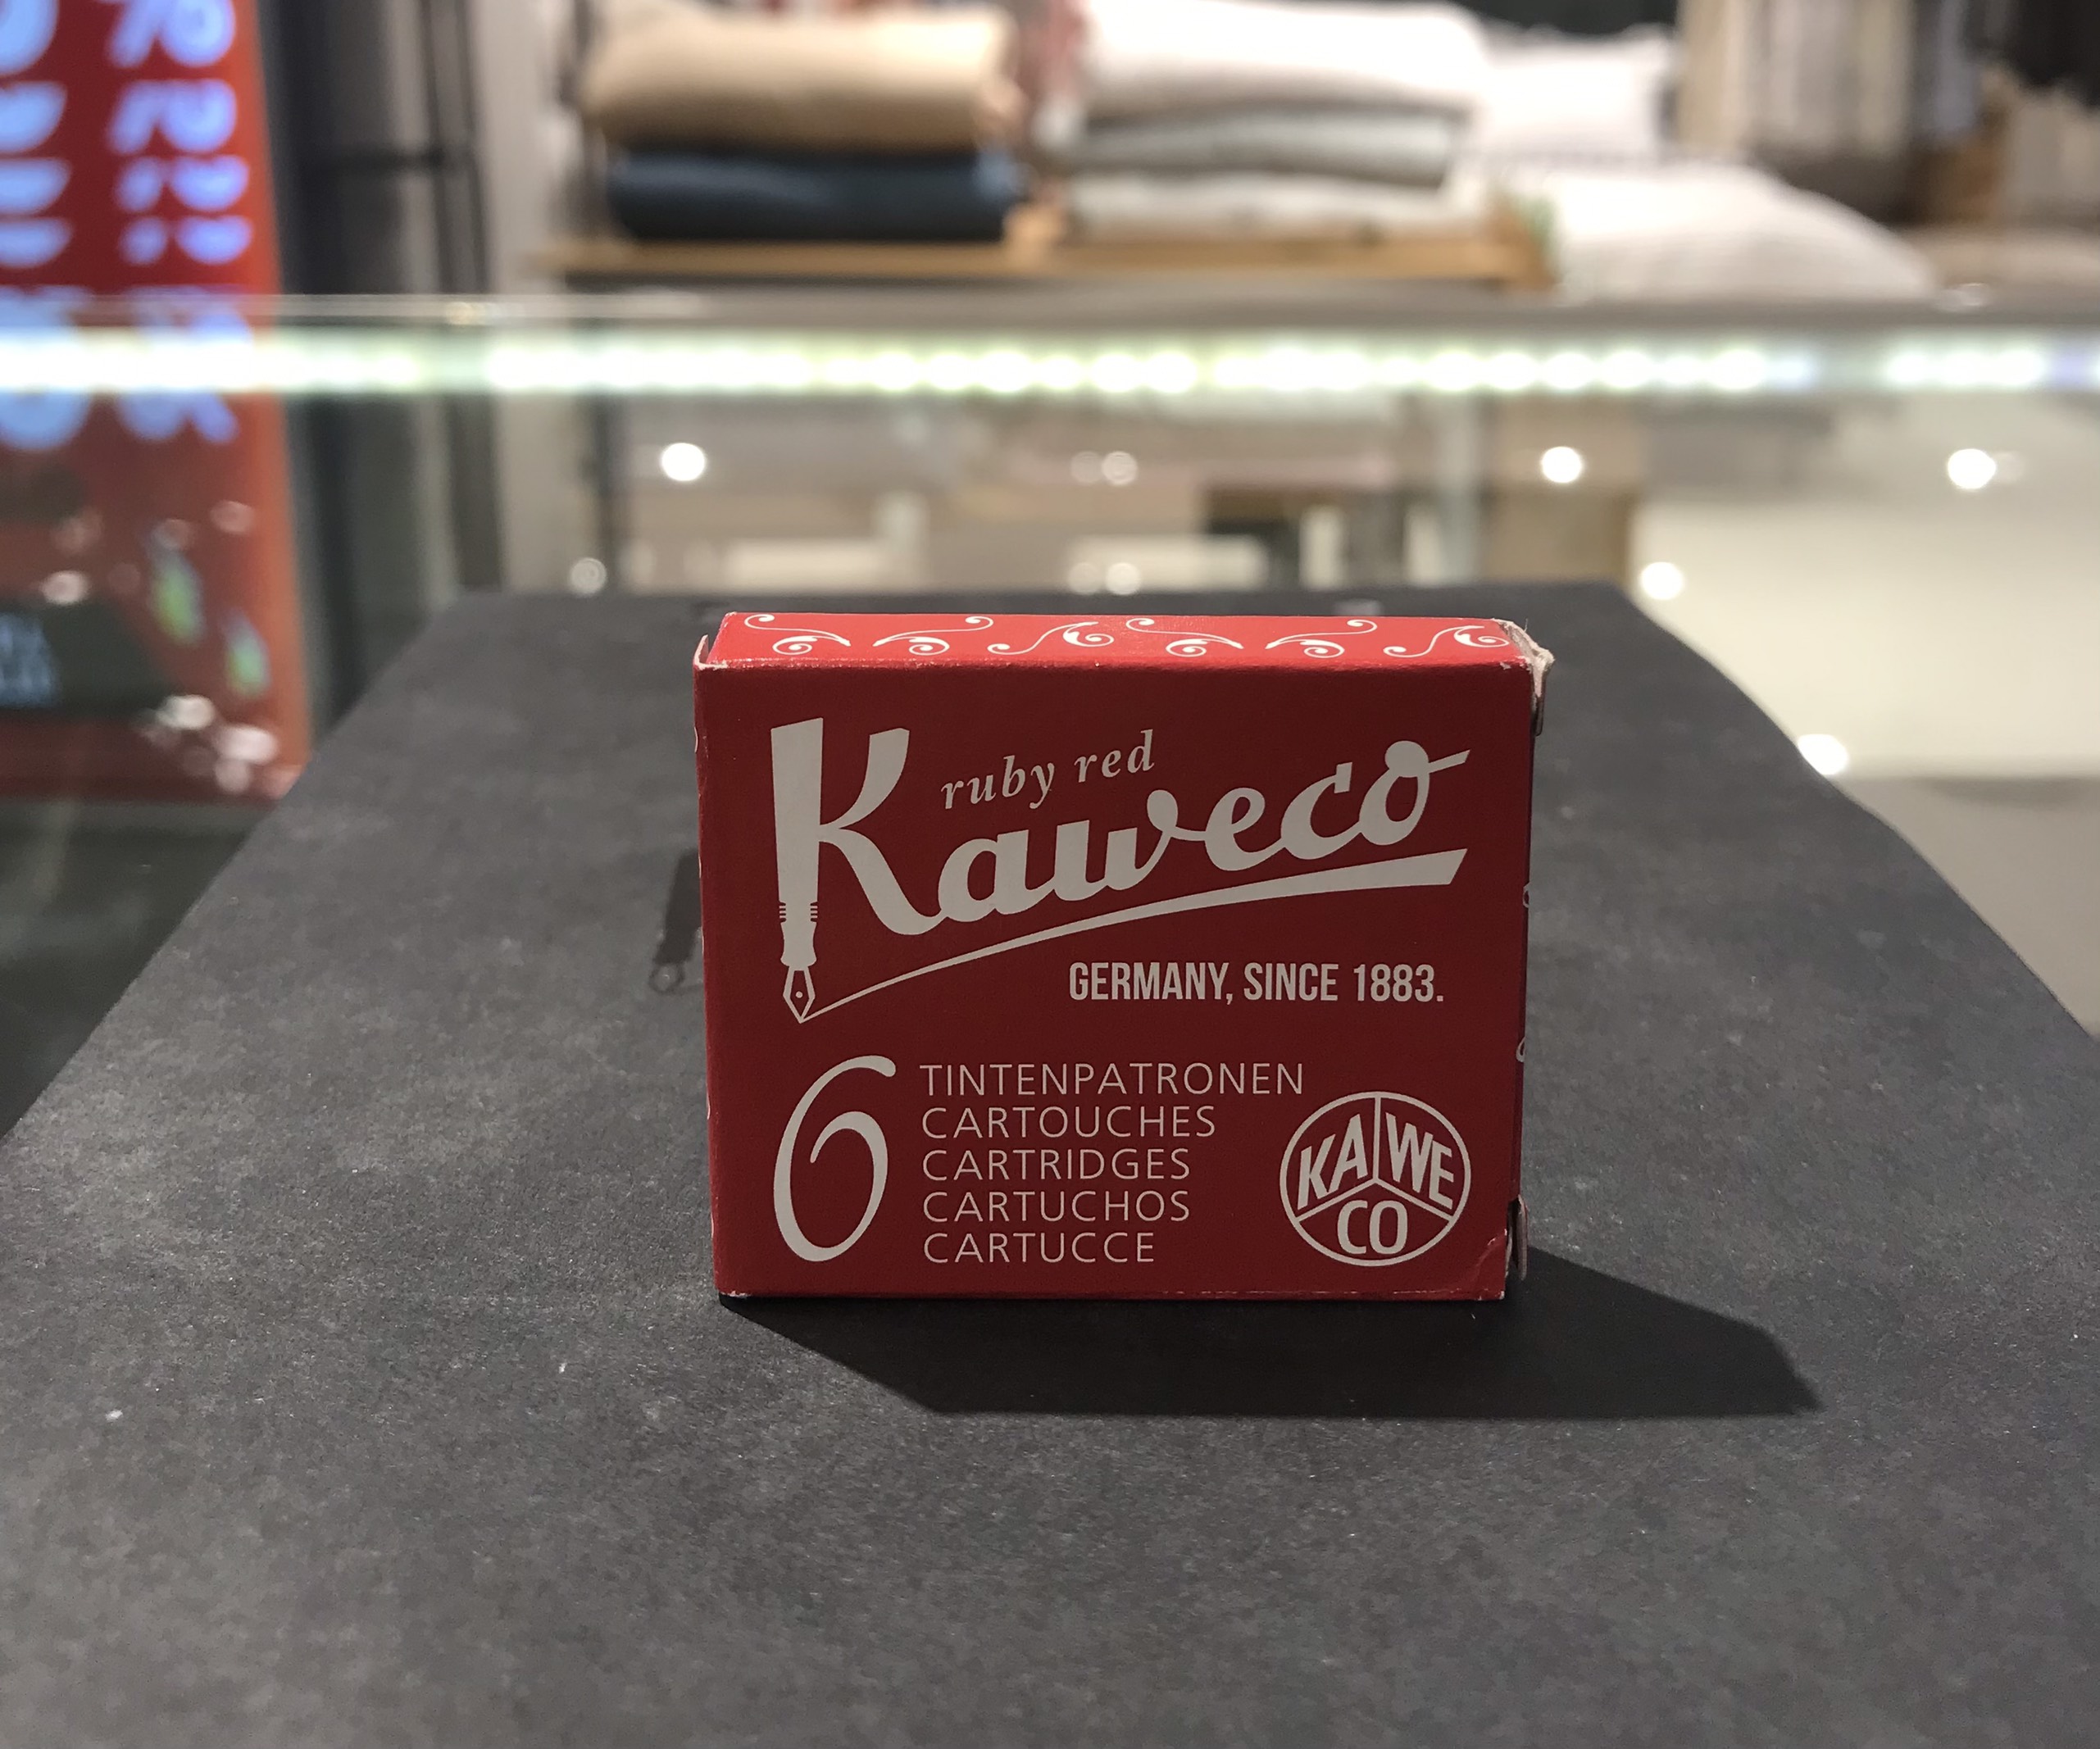 ruby red
Kaweco
GERMANY, SINCE 1883.
6
TINTENPATRONEN
CARTOUCHES
CARTRIDGES
CARTUCHOS
CARTUCCE
KA WE
CO